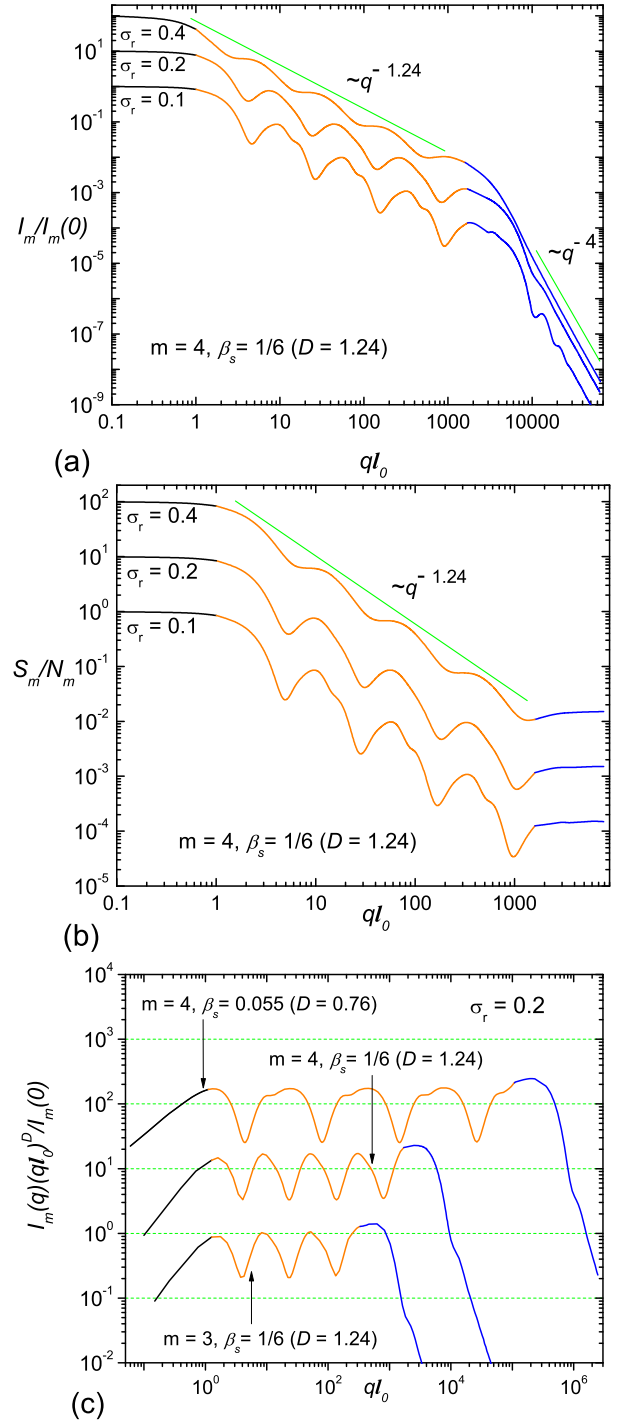 10¹
σr = 0.4
σr = 0.2
10⁻¹
σr = 0.1
~q⁻ ¹·²⁴
10⁻³
Im/Im(0)
10⁻⁵
~q⁻ ⁴
10⁻⁷
m = 4, βs = 1/6 (D = 1.24)
10⁻⁹
0.1 1 10 100 1000 10000
(a)
ql₀
10²
σr = 0.4
10¹
σr = 0.2
10⁰
~q⁻ ¹·²⁴
σr = 0.1
10⁻¹
Sm/Nm
10⁻²
10⁻³
10⁻⁴
m = 4, βs = 1/6 (D = 1.24)
10⁻⁵
0.1 1 10 100 1000
(b)
ql₀
10⁴
m = 4, βs = 0.055 (D = 0.76)
σr = 0.2
10³
m = 4, βs = 1/6 (D = 1.24)
10²
Im(q)(ql₀)ᴰ/Im(0)
10¹
10⁰
10⁻¹
m = 3, βs = 1/6 (D = 1.24)
10⁻²
10⁰ 10² 10⁴ 10⁶
(c)
ql₀